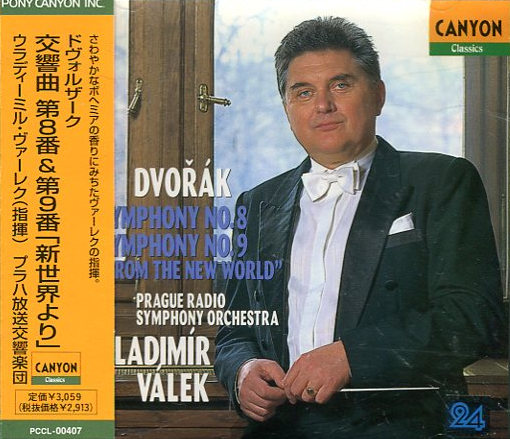 PONY CANYON INC.
さわやかなボヘミアの香りにみちたヴァーレクの指揮。
ドヴォルザーク
交響曲 第8番&第9番「新世界より」
ウラディーミル・ヴァーレク(指揮) プラハ放送交響楽団
CANYON
Classics
定価¥3,059
(税抜価格¥2,913)
PCCL-00407
CANYON
Classics
DVOŘÁK
SYMPHONY NO.8
SYMPHONY NO.9
FROM THE NEW WORLD"
PRAGUE RADIO
SYMPHONY ORCHESTRA
LADIMÍR
VÁLEK
24